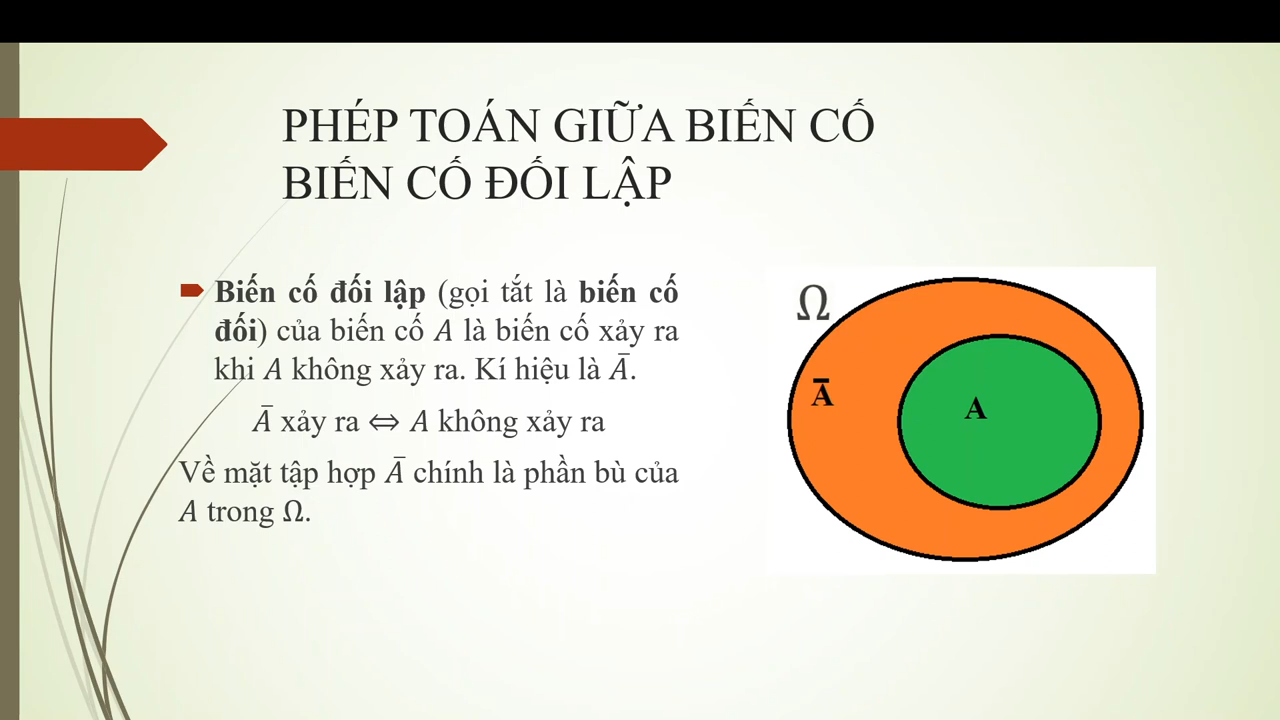 PHÉP TOÁN GIỮA BIẾN CỐ
BIẾN CỐ ĐỐI LẬP
Biến cố đối lập (gọi tắt là biến cố
đối) của biến cố A là biến cố xảy ra
khi A không xảy ra. Kí hiệu là Ā.
Ā xảy ra ⇔ A không xảy ra
Về mặt tập hợp Ā chính là phần bù của
A trong Ω.
Ω
Ā
A